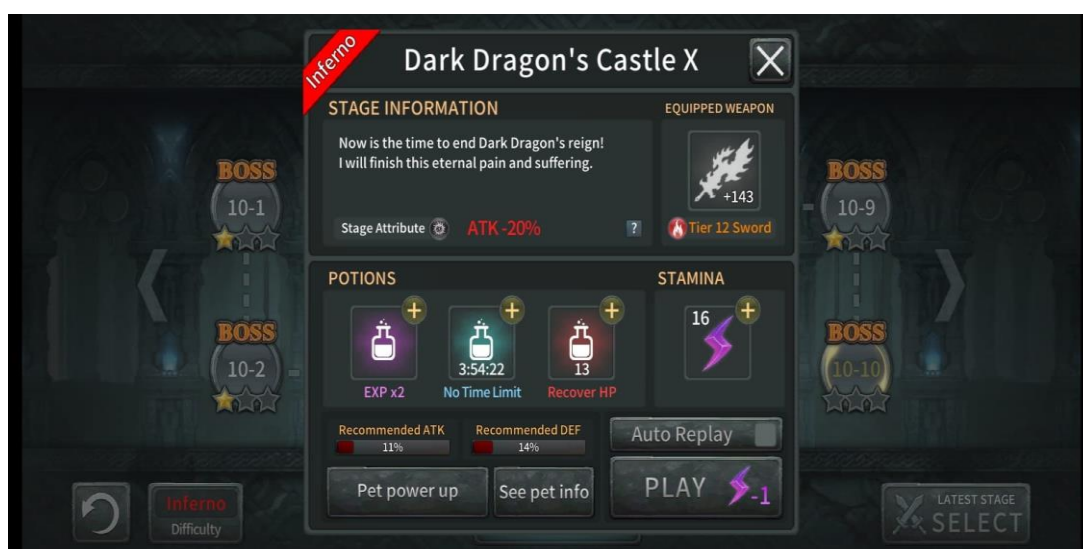 Inferno
Dark Dragon's Castle X
STAGE INFORMATION
Now is the time to end Dark Dragon's reign!
I will finish this eternal pain and suffering.
Stage Attribute
ATK -20%
?
EQUIPPED WEAPON
+143
Tier 12 Sword
POTIONS
EXP x2
3:54:22
No Time Limit
13
Recover HP
STAMINA
16
Recommended ATK
11%
Recommended DEF
14%
Auto Replay
Pet power up
See pet info
PLAY -1
BOSS
10-1
BOSS
10-2
BOSS
10-9
BOSS
10-10
Inferno
Difficulty
LATEST STAGE
SELECT